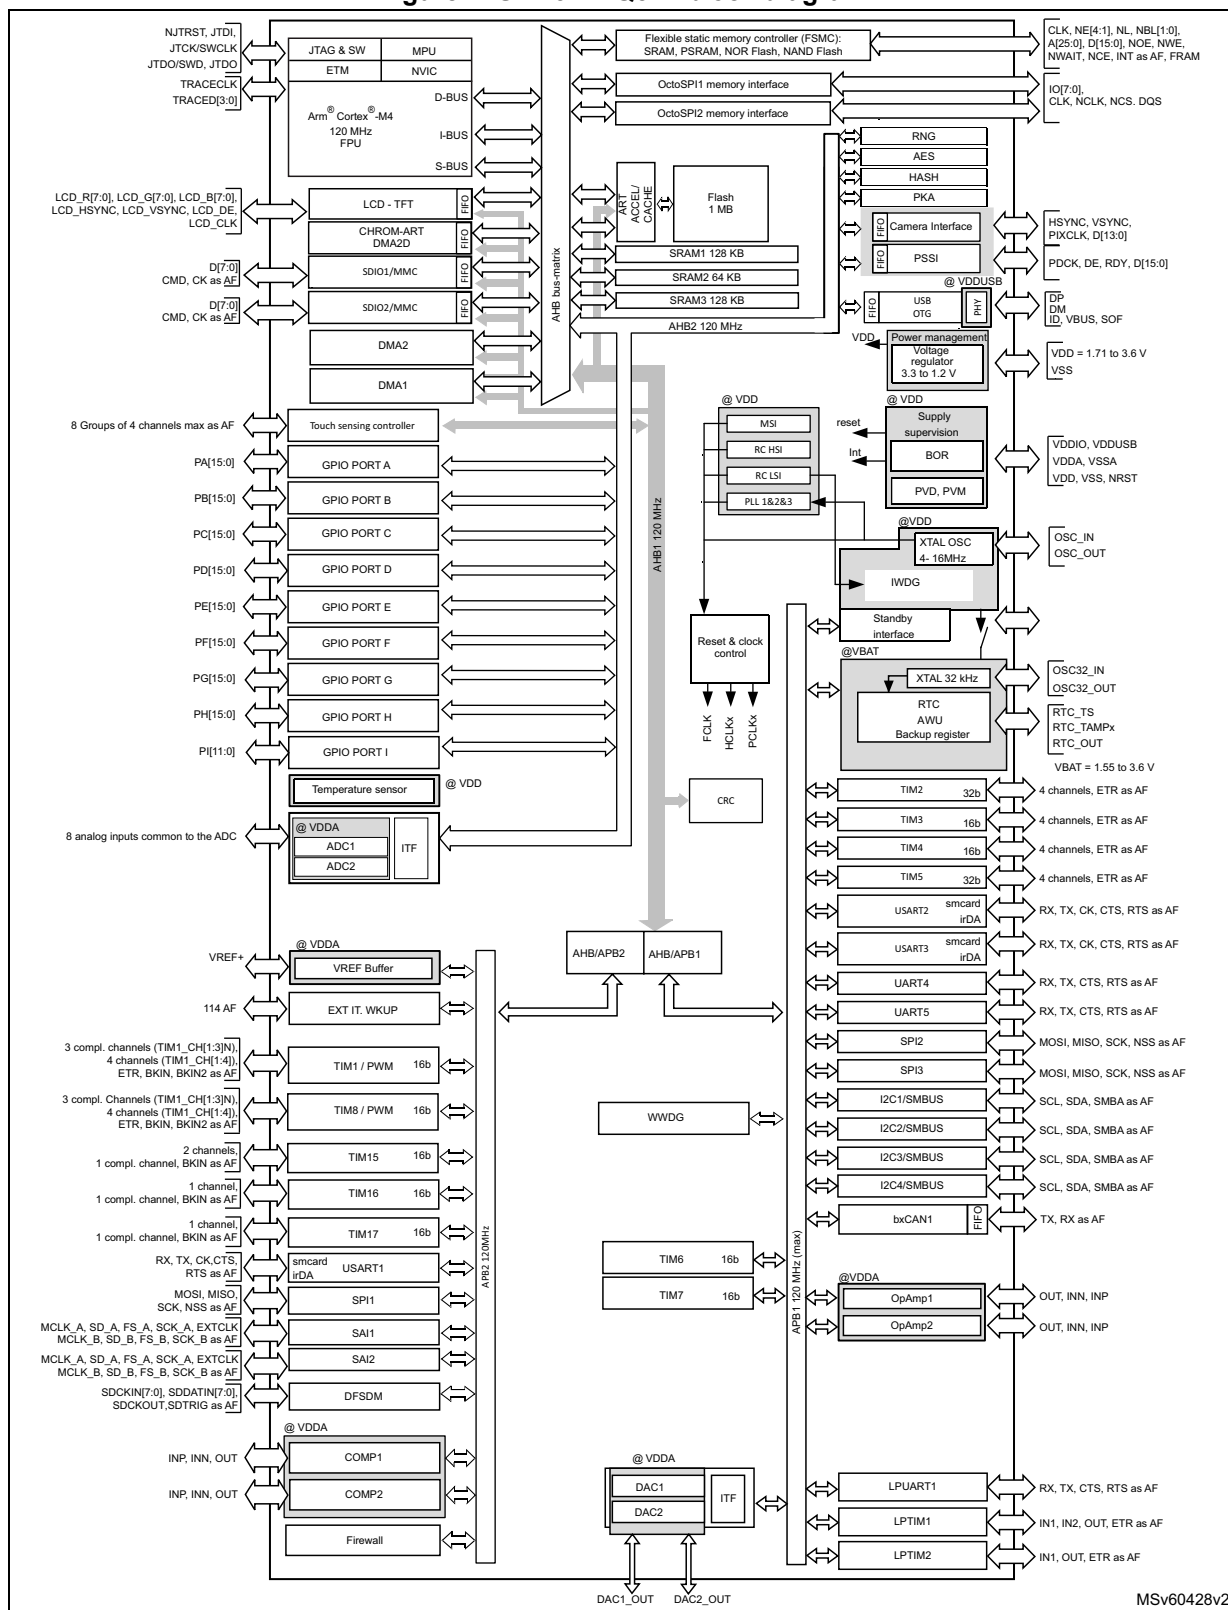 NJTRST, JTDI,
JTCK/SWCLK
JTDO/SWD, JTDO
TRACECLK
TRACED[3:0]
JTAG & SW
MPU
ETM
NVIC
Arm® Cortex®-M4
120 MHz
FPU
D-BUS
I-BUS
S-BUS
AHB bus-matrix
Flexible static memory controller (FSMC):
SRAM, PSRAM, NOR Flash, NAND Flash
CLK, NE[4:1], NL, NBL[1:0],
A[25:0], D[15:0], NOE, NWE,
NWAIT, NCE, INT as AF, FRAM
OctoSPI1 memory interface
OctoSPI2 memory interface
IO[7:0],
CLK, NCLK, NCS. DQS
RNG
AES
HASH
PKA
ART
ACCEL/
CACHE
Flash
1 MB
SRAM1 128 KB
SRAM2 64 KB
SRAM3 128 KB
AHB2 120 MHz
LCD_R[7:0], LCD_G[7:0], LCD_B[7:0],
LCD_HSYNC, LCD_VSYNC, LCD_DE,
LCD_CLK
LCD - TFT
FIFO
CHROM-ART
DMA2D
FIFO
D[7:0]
CMD, CK as AF
SDIO1/MMC
FIFO
D[7:0]
CMD, CK as AF
SDIO2/MMC
FIFO
DMA2
DMA1
FIFO
Camera Interface
HSYNC, VSYNC,
PIXCLK, D[13:0]
FIFO
PSSI
PDCK, DE, RDY, D[15:0]
@ VDDUSB
FIFO
USB
OTG
PHY
DP
DM
ID, VBUS, SOF
VDD
Power management
Voltage
regulator
3.3 to 1.2 V
VDD = 1.71 to 3.6 V
VSS
@ VDD
MSI
RC HSI
RC LSI
PLL 1&2&3
@ VDD
reset
Int
Supply
supervision
BOR
PVD, PVM
VDDIO, VDDUSB
VDDA, VSSA
VDD, VSS, NRST
@VDD
XTAL OSC
4- 16MHz
OSC_IN
OSC_OUT
IWDG
Standby
interface
@VBAT
XTAL 32 kHz
OSC32_IN
OSC32_OUT
RTC
AWU
Backup register
RTC_TS
RTC_TAMPx
RTC_OUT
VBAT = 1.55 to 3.6 V
Reset & clock
control
FCLK
HCLKx
PCLKx
AHB1 120 MHz
CRC
8 Groups of 4 channels max as AF
Touch sensing controller
PA[15:0]
GPIO PORT A
PB[15:0]
GPIO PORT B
PC[15:0]
GPIO PORT C
PD[15:0]
GPIO PORT D
PE[15:0]
GPIO PORT E
PF[15:0]
GPIO PORT F
PG[15:0]
GPIO PORT G
PH[15:0]
GPIO PORT H
PI[11:0]
GPIO PORT I
Temperature sensor
@ VDD
8 analog inputs common to the ADC
@ VDDA
ADC1
ADC2
ITF
AHB/APB2
AHB/APB1
@ VDDA
VREF+
VREF Buffer
114 AF
EXT IT. WKUP
3 compl. channels (TIM1_CH[1:3]N),
4 channels (TIM1_CH[1:4]),
ETR, BKIN, BKIN2 as AF
TIM1 / PWM
16b
3 compl. Channels (TIM1_CH[1:3]N),
4 channels (TIM1_CH[1:4]),
ETR, BKIN, BKIN2 as AF
TIM8 / PWM
16b
2 channels,
1 compl. channel, BKIN as AF
TIM15
16b
1 channel,
1 compl. channel, BKIN as AF
TIM16
16b
1 channel,
1 compl. channel, BKIN as AF
TIM17
16b
RX, TX, CK,CTS,
RTS as AF
smcard
irDA
USART1
MOSI, MISO,
SCK, NSS as AF
SPI1
MCLK_A, SD_A, FS_A, SCK_A, EXTCLK
MCLK_B, SD_B, FS_B, SCK_B as AF
SAI1
MCLK_A, SD_A, FS_A, SCK_A, EXTCLK
MCLK_B, SD_B, FS_B, SCK_B as AF
SAI2
SDCKIN[7:0], SDDATIN[7:0],
SDCKOUT,SDTRIG as AF
DFSDM
@ VDDA
INP, INN, OUT
COMP1
INP, INN, OUT
COMP2
Firewall
APB2 120MHz
WWDG
TIM6
16b
TIM7
16b
@ VDDA
DAC1
DAC2
ITF
DAC1_OUT
DAC2_OUT
APB1 120 MHz (max)
TIM2
32b
4 channels, ETR as AF
TIM3
16b
4 channels, ETR as AF
TIM4
16b
4 channels, ETR as AF
TIM5
32b
4 channels, ETR as AF
USART2
smcard
irDA
RX, TX, CK, CTS, RTS as AF
USART3
smcard
irDA
RX, TX, CK, CTS, RTS as AF
UART4
RX, TX, CTS, RTS as AF
UART5
RX, TX, CTS, RTS as AF
SPI2
MOSI, MISO, SCK, NSS as AF
SPI3
MOSI, MISO, SCK, NSS as AF
I2C1/SMBUS
SCL, SDA, SMBA as AF
I2C2/SMBUS
SCL, SDA, SMBA as AF
I2C3/SMBUS
SCL, SDA, SMBA as AF
I2C4/SMBUS
SCL, SDA, SMBA as AF
bxCAN1
FIFO
TX, RX as AF
@VDDA
OpAmp1
OUT, INN, INP
OpAmp2
OUT, INN, INP
LPUART1
RX, TX, CTS, RTS as AF
LPTIM1
IN1, IN2, OUT, ETR as AF
LPTIM2
IN1, OUT, ETR as AF
MSv60428v2